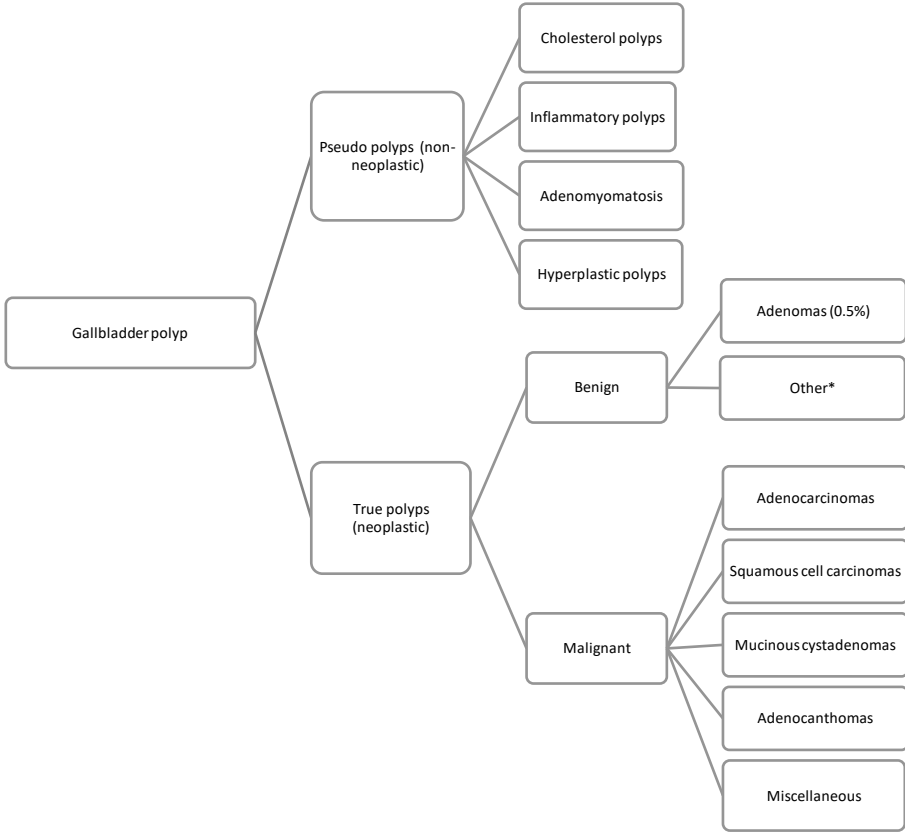 Cholesterol polyps
Inflammatory polyps
Pseudo polyps (non-
neoplastic)
Adenomyomatosis
Hyperplastic polyps
Gallbladder polyp
Adenomas (0.5%)
Benign
Other*
True polyps
(neoplastic)
Adenocarcinomas
Squamous cell carcinomas
Malignant
Mucinous cystadenomas
Adenocanthomas
Miscellaneous